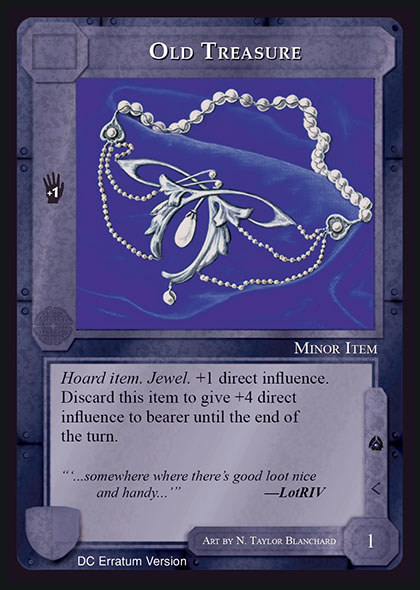 OLD TREASURE
+1
MINOR ITEM
Hoard item. Jewel. +1 direct influence.
Discard this item to give +4 direct
influence to bearer until the end of
the turn.
“‘...somewhere where there’s good loot nice
and handy...’” —LotRIV
ART BY N. TAYLOR BLANCHARD
1
DC Erratum Version